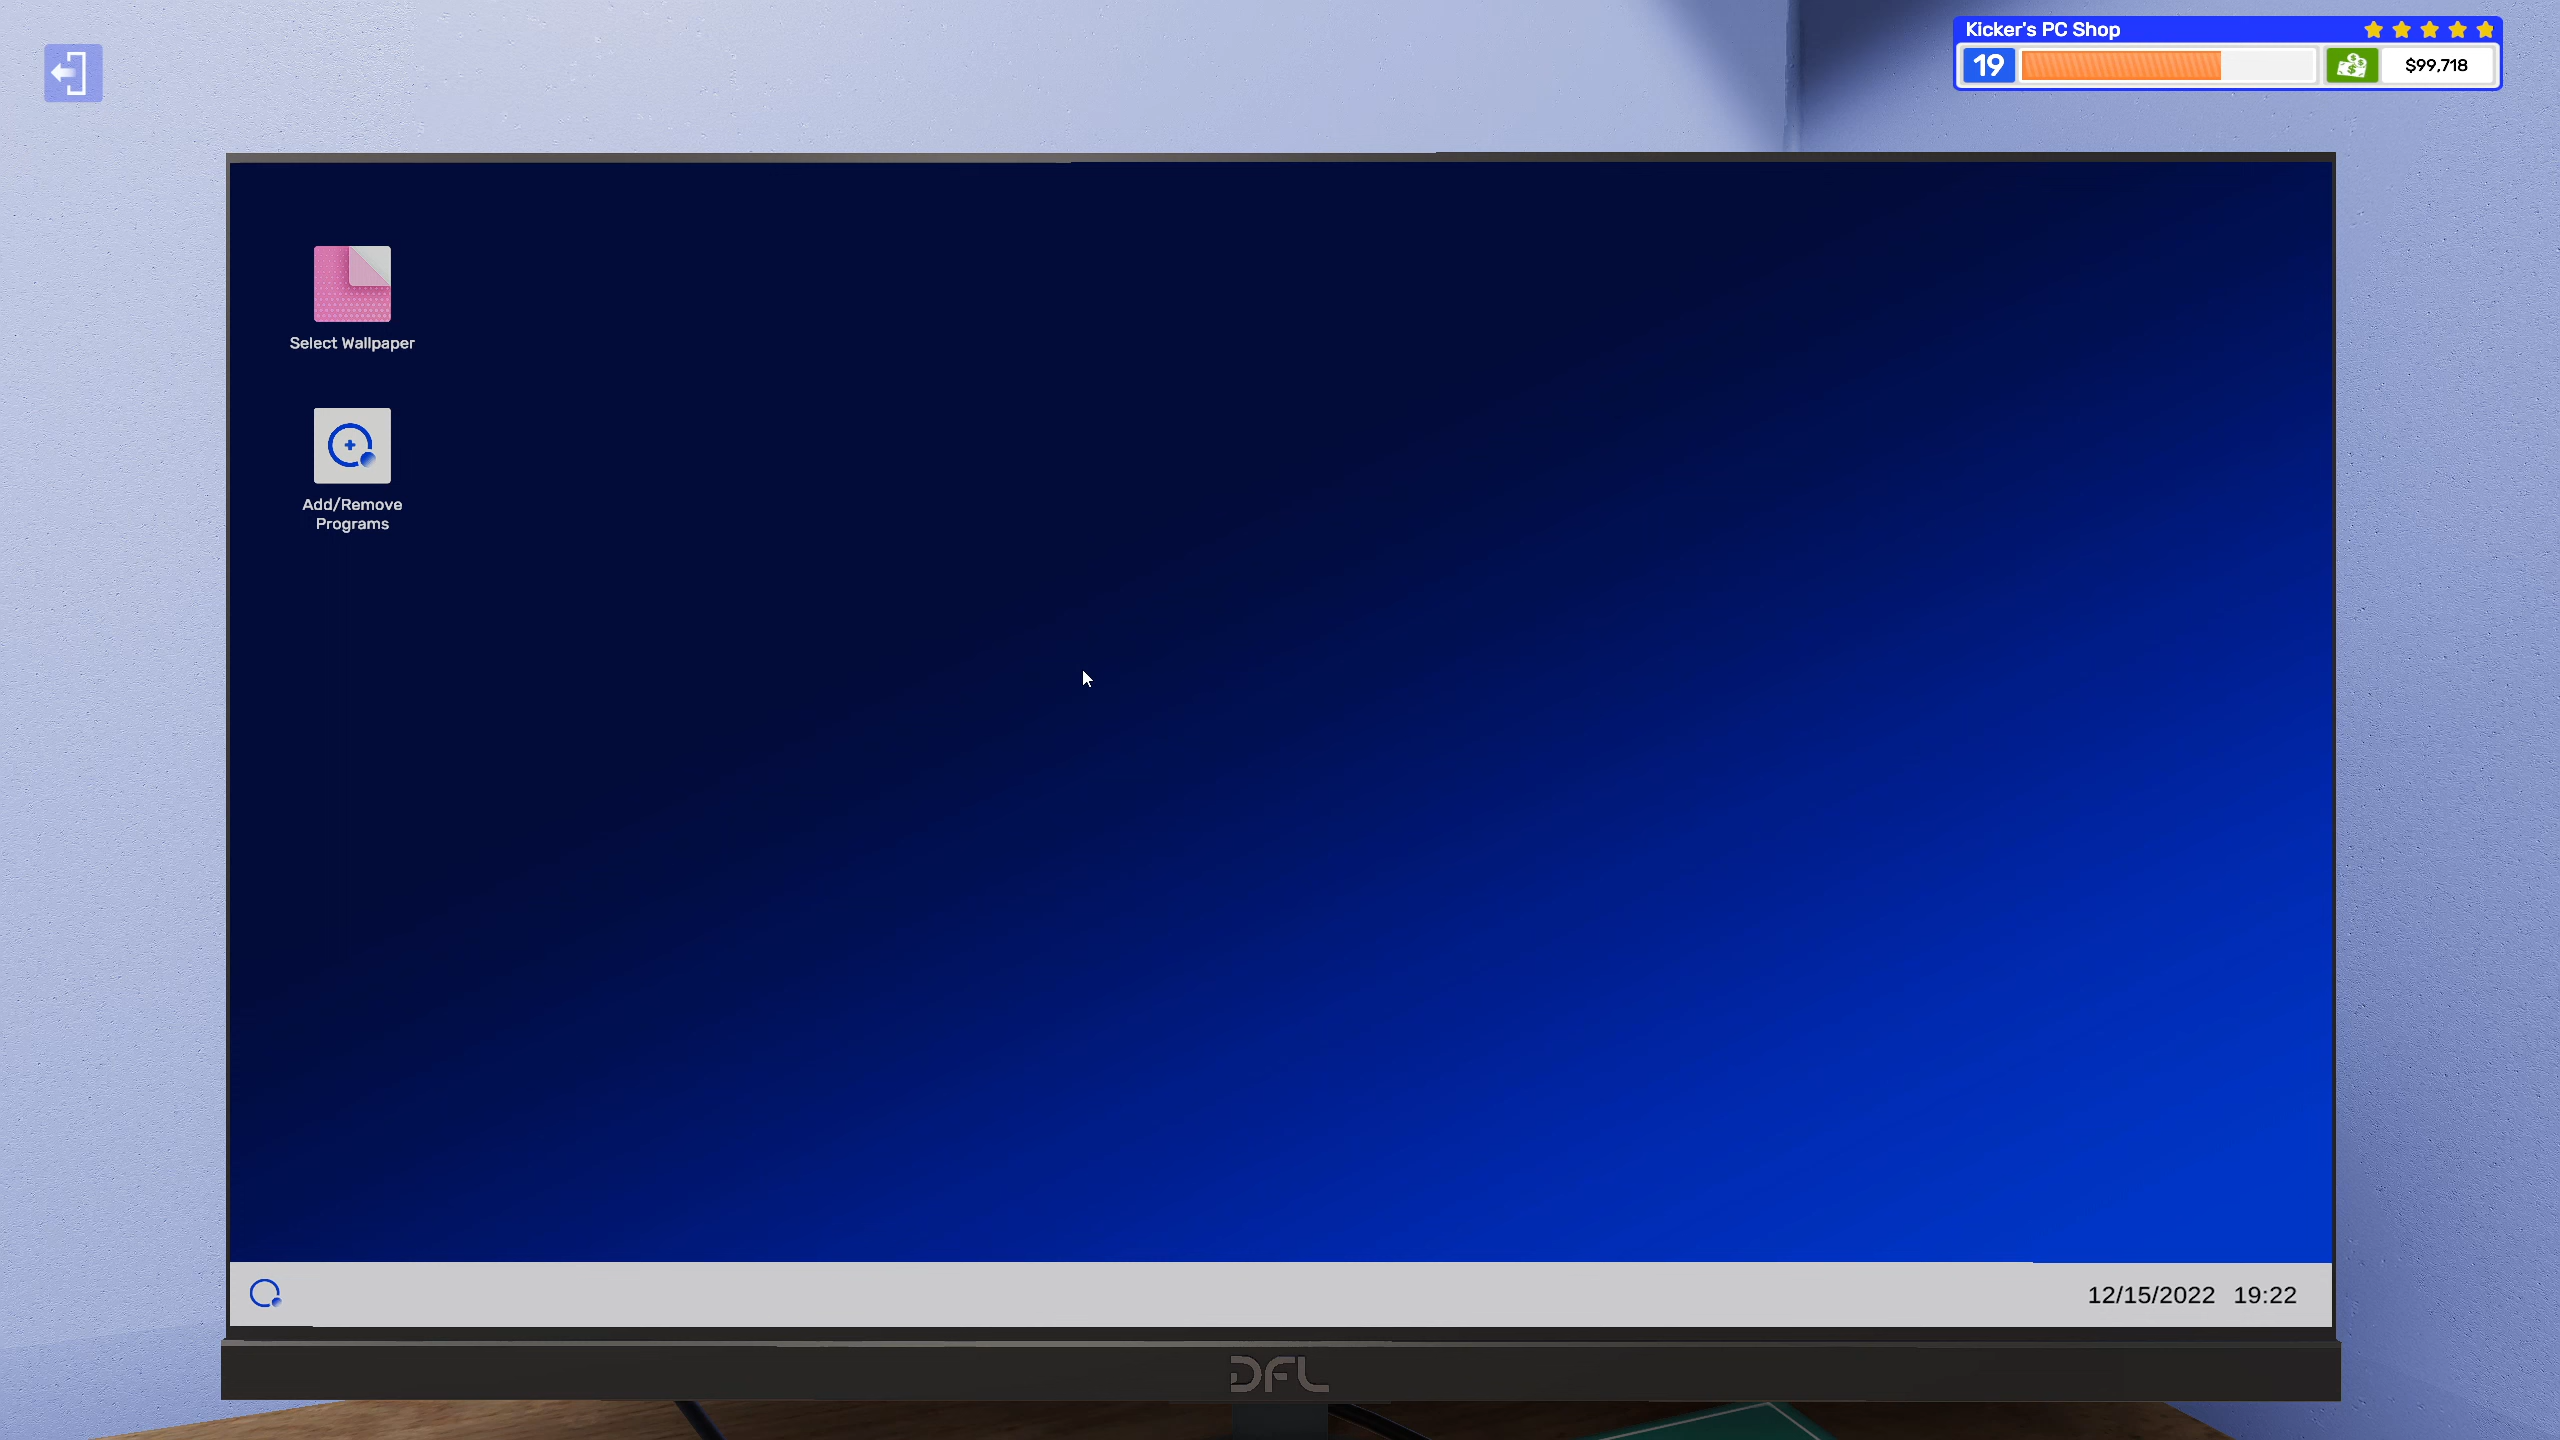 Kicker's PC Shop
19
$99,718
Select Wallpaper
Add/Remove
Programs
12/15/2022 19:22
DFL